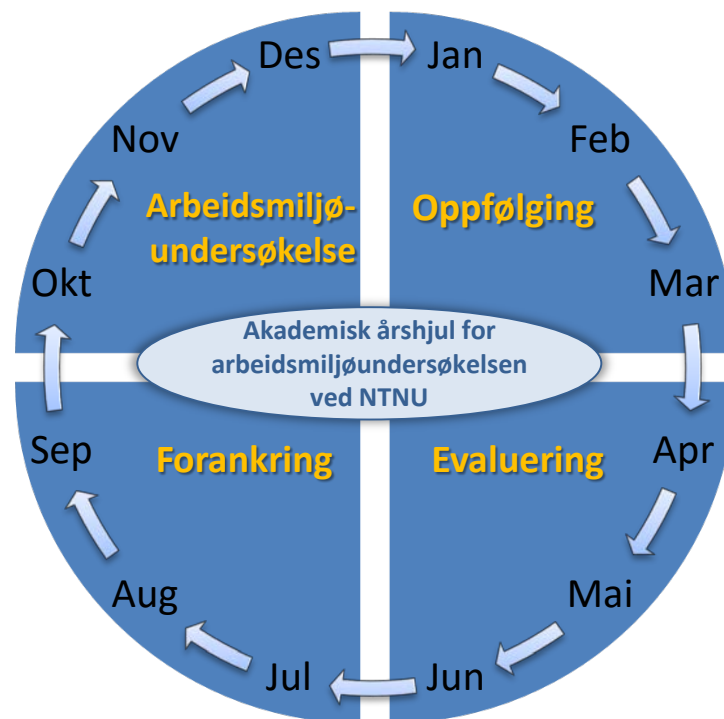 Des
Jan
Nov
Feb
Arbeidsmiljø-
undersøkelse
Oppfølging
Okt
Mar
Akademisk årshjul for
arbeidsmiljøundersøkelsen
ved NTNU
Sep
Forankring
Evaluering
Apr
Aug
Mai
Jul
Jun